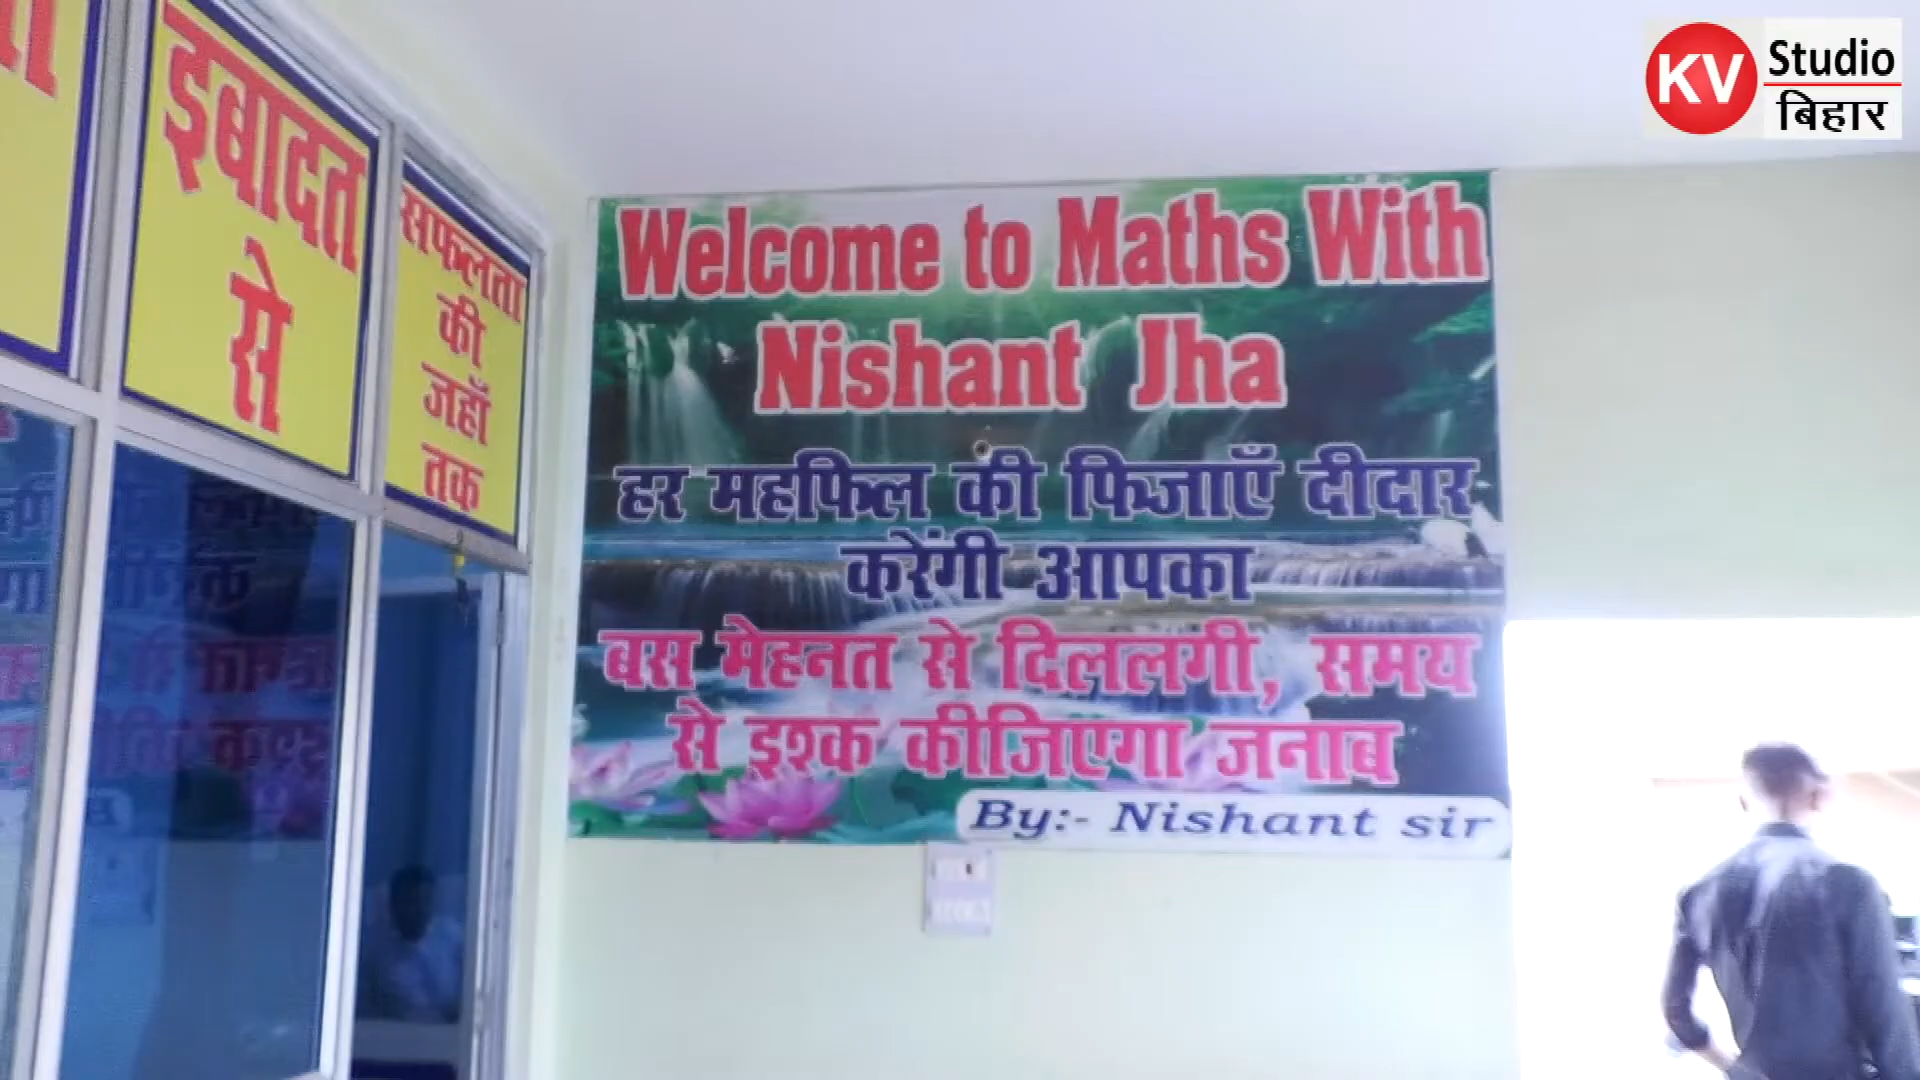 इबादत
से
सफलता
की
जहाँ
तक
Welcome to Maths With
Nishant Jha
हर महफिल की फिजाएँ दीदार
करेंगी आपका
बस मेहनत से दिललगी, समय
से इश्क कीजिएगा जनाब
By:- Nishant sir
KV Studio
बिहार